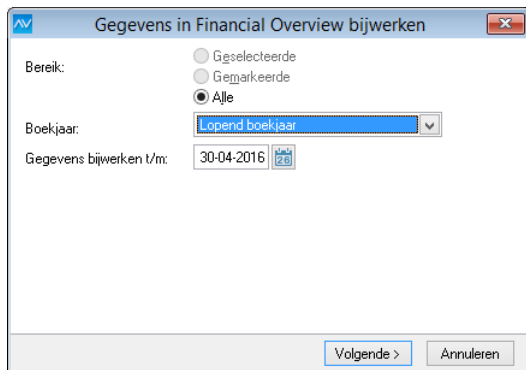 Gegevens in Financial Overview bijwerken
Bereik:
Geselecteerde
Gemarkeerde
Alle
Boekjaar:
Lopend boekjaar
Gegevens bijwerken t/m:
30-04-2016
26
Volgende >
Annuleren